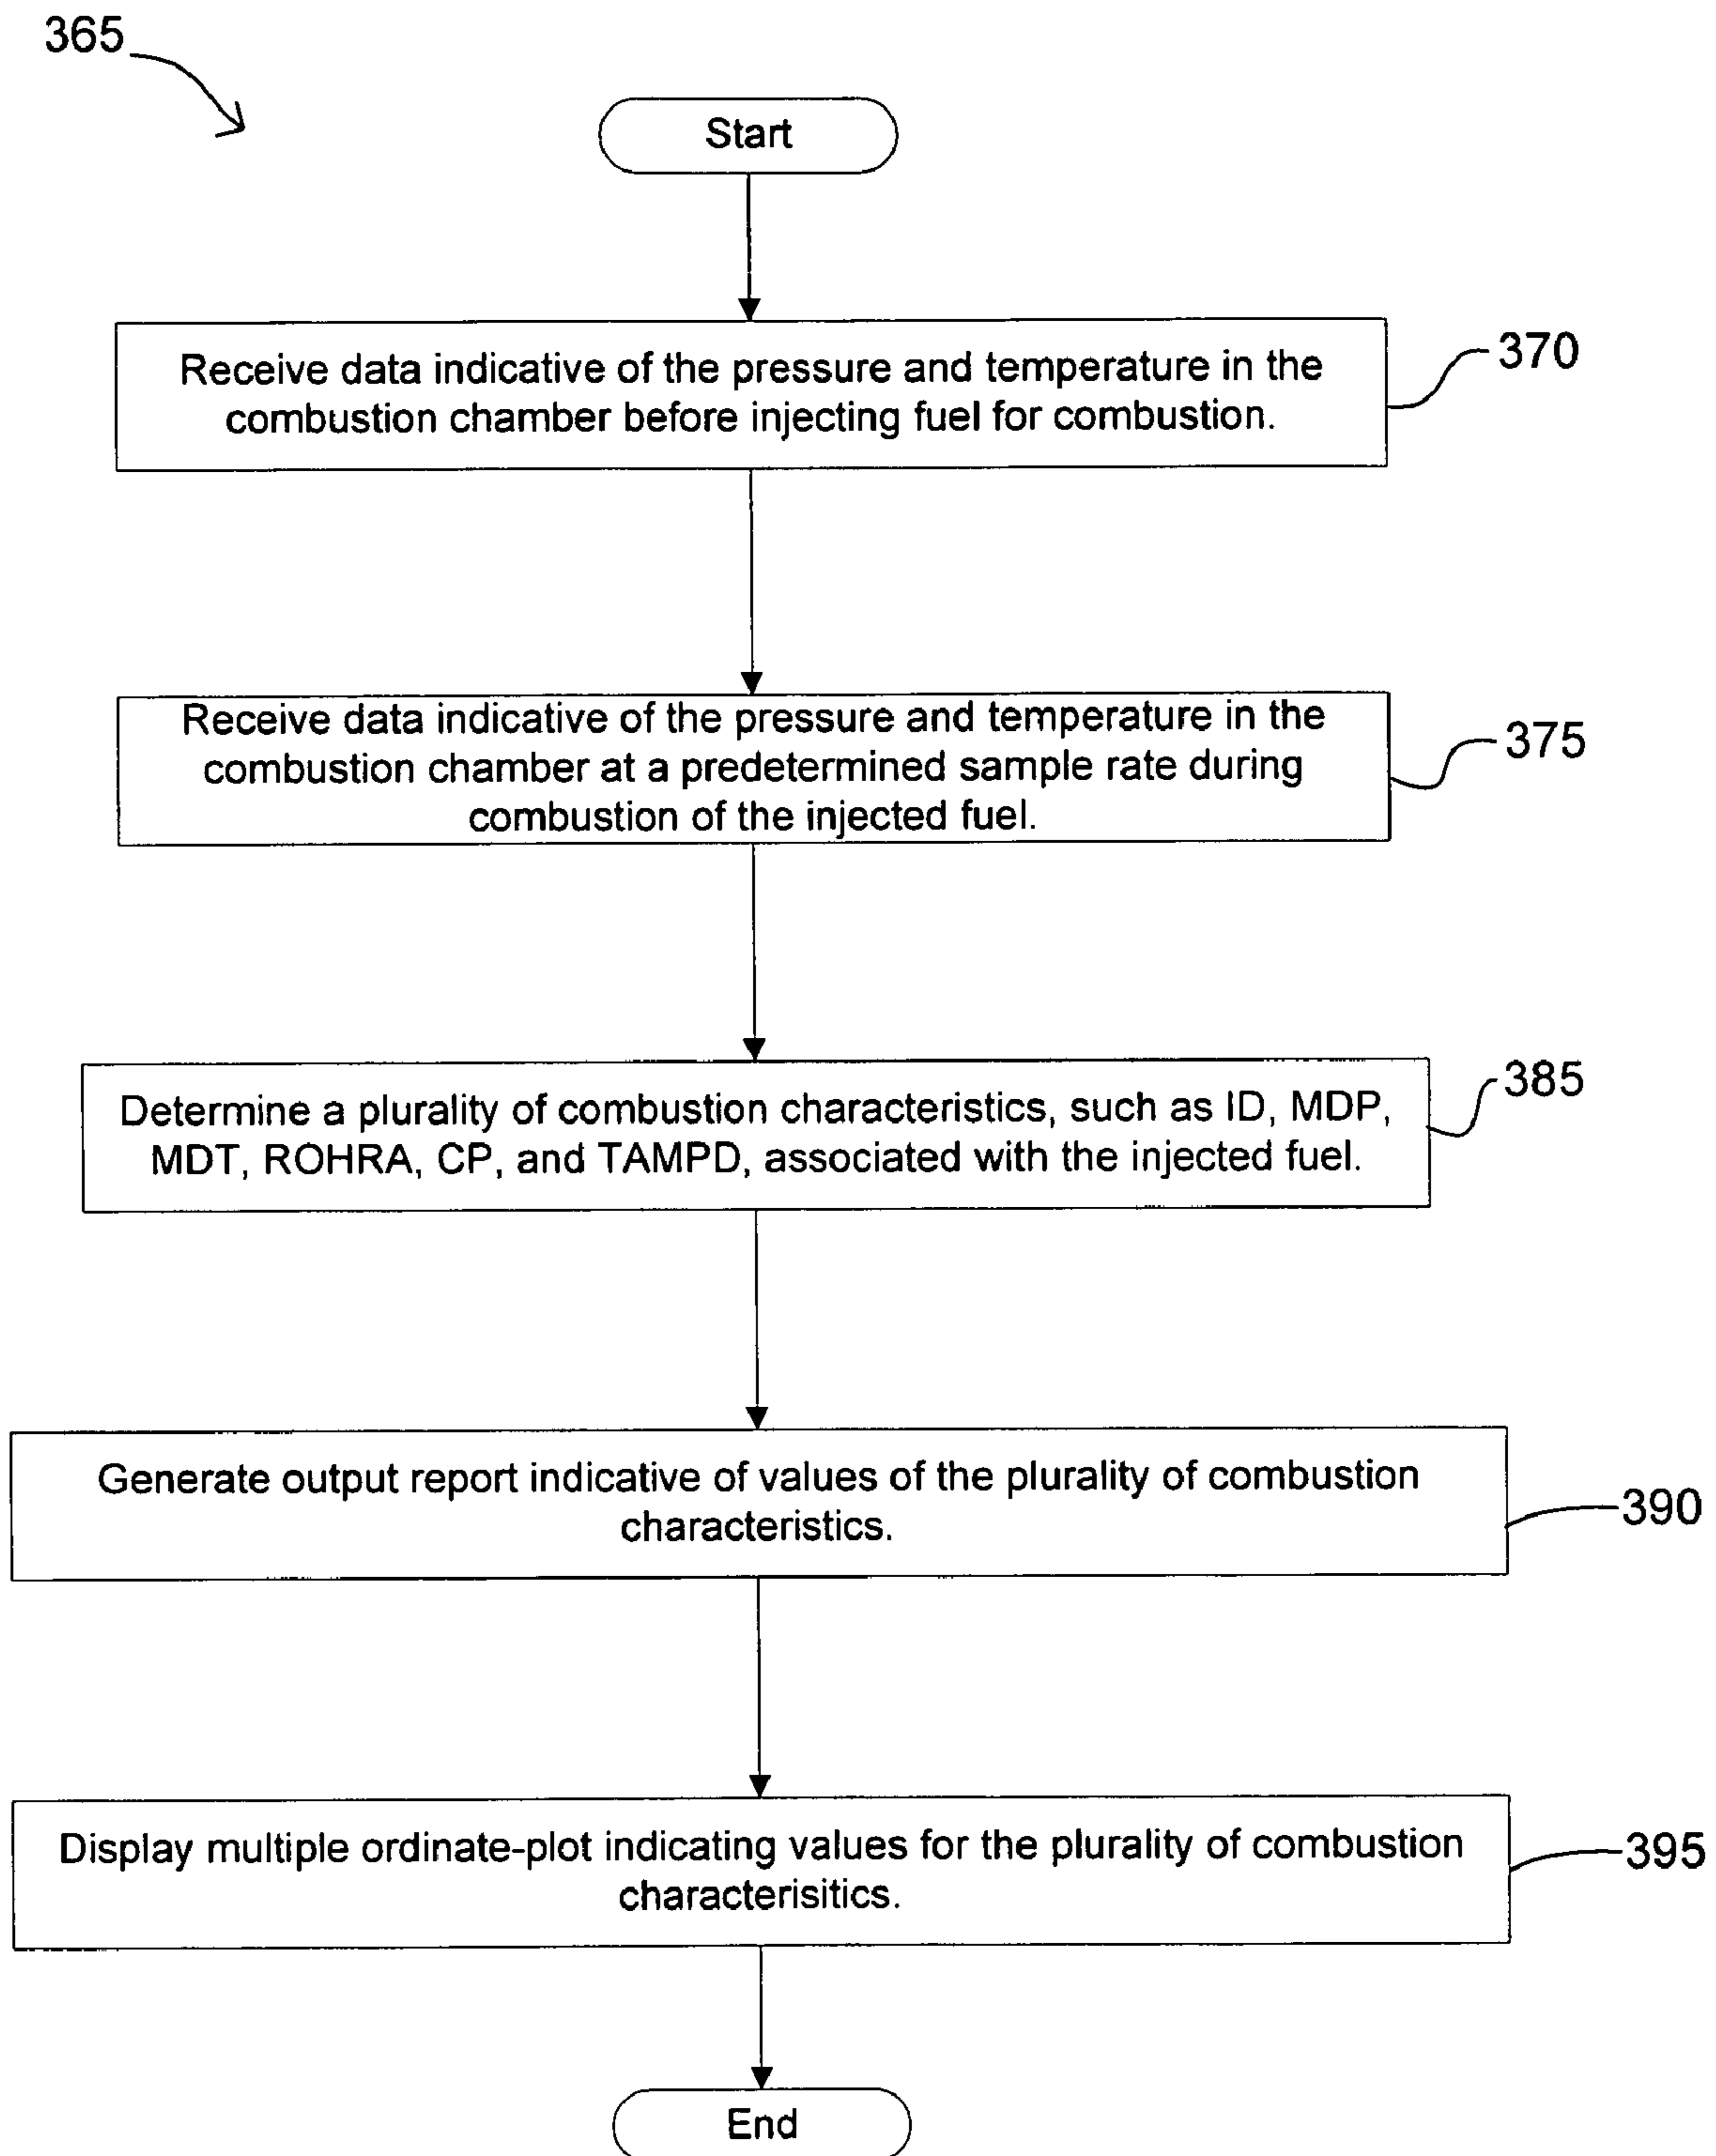 365
Start
Receive data indicative of the pressure and temperature in the
combustion chamber before injecting fuel for combustion.
370
Receive data indicative of the pressure and temperature in the
combustion chamber at a predetermined sample rate during
combustion of the injected fuel.
375
Determine a plurality of combustion characteristics, such as ID, MDP,
MDT, ROHRA, CP, and TAMPD, associated with the injected fuel.
385
Generate output report indicative of values of the plurality of combustion
characteristics.
390
Display multiple ordinate-plot indicating values for the plurality of combustion
characterisitics.
395
End